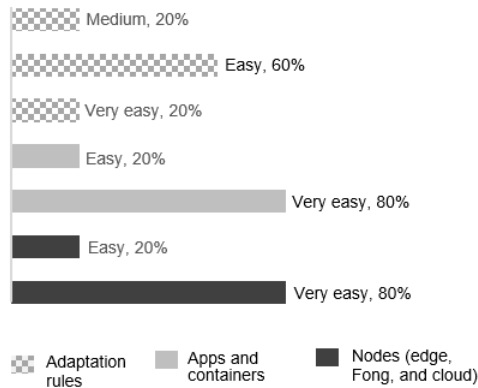 Medium, 20%
Easy, 60%
Very easy, 20%
Easy, 20%
Very easy, 80%
Easy, 20%
Very easy, 80%
Adaptation
rules
Apps and
containers
Nodes (edge,
Fong, and cloud)